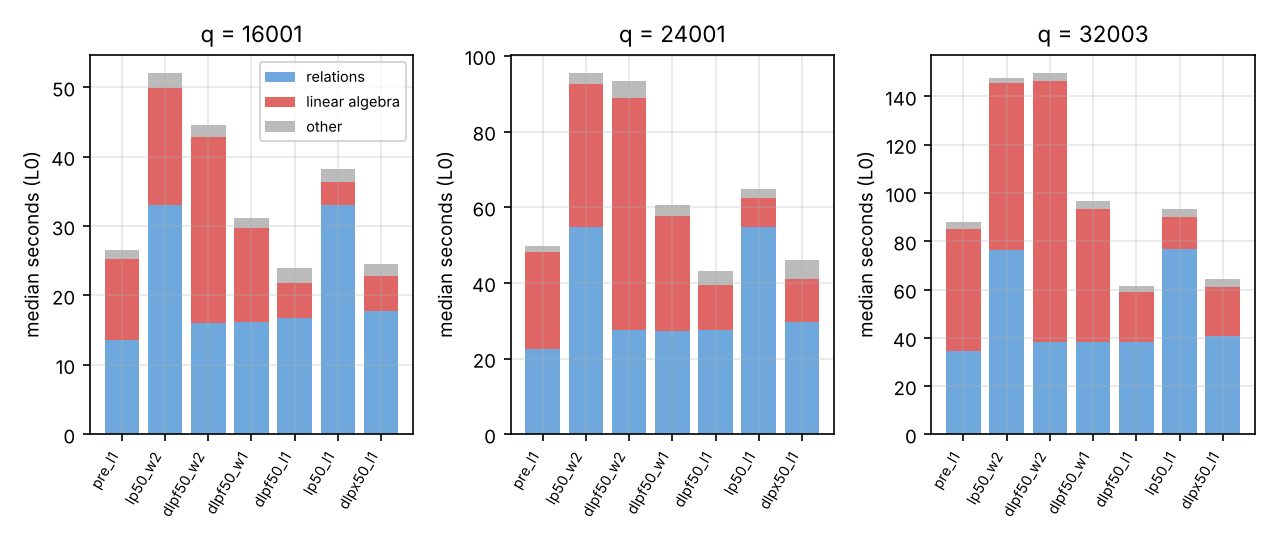 q = 16001
median seconds (L0)
50
40
30
20
10
0
relations
linear algebra
other
pre_l1
lp50_w2
dlpf50_w2
dlpf50_w1
dlpf50_l1
lp50_l1
dlpx50_l1
q = 24001
median seconds (L0)
100
80
60
40
20
0
pre_l1
lp50_w2
dlpf50_w2
dlpf50_w1
dlpf50_l1
lp50_l1
dlpx50_l1
q = 32003
median seconds (L0)
140
120
100
80
60
40
20
0
pre_l1
lp50_w2
dlpf50_w2
dlpf50_w1
dlpf50_l1
lp50_l1
dlpx50_l1